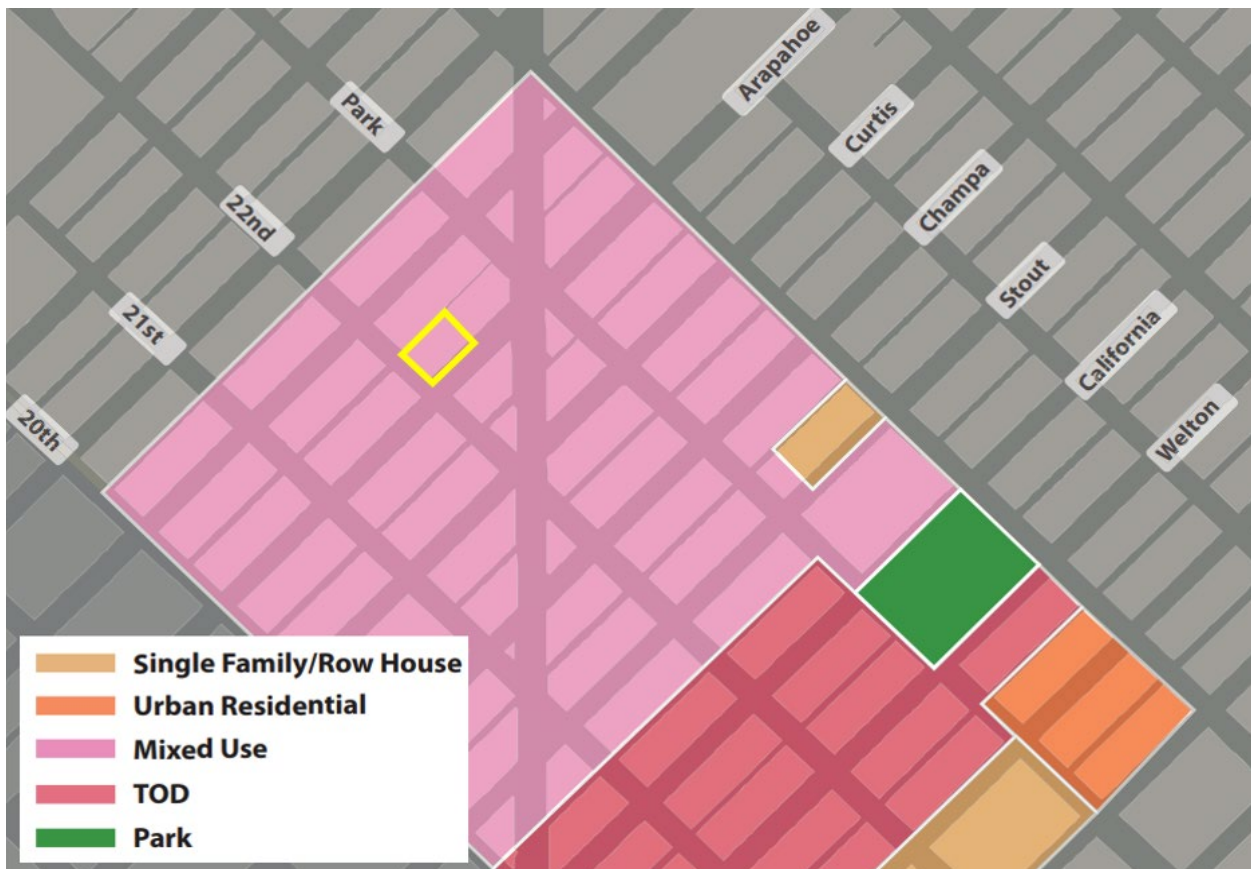 Arapahoe
Curtis
Champa
Stout
California
Welton
Park
22nd
21st
20th
Single Family/Row House
Urban Residential
Mixed Use
TOD
Park